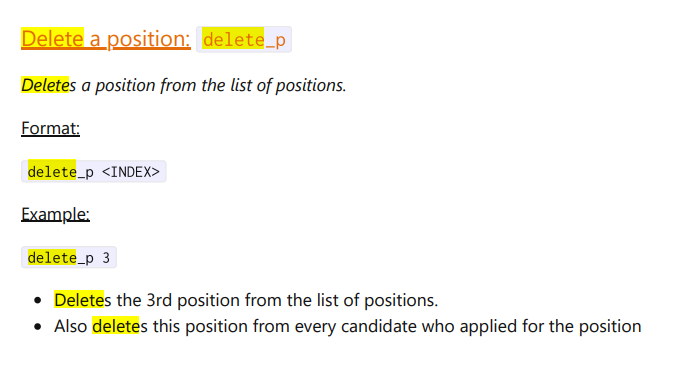 Delete a position: delete_p
Deletes a position from the list of positions.
Format:
delete_p <INDEX>
Example:
delete_p 3
• Deletes the 3rd position from the list of positions.
• Also deletes this position from every candidate who applied for the position